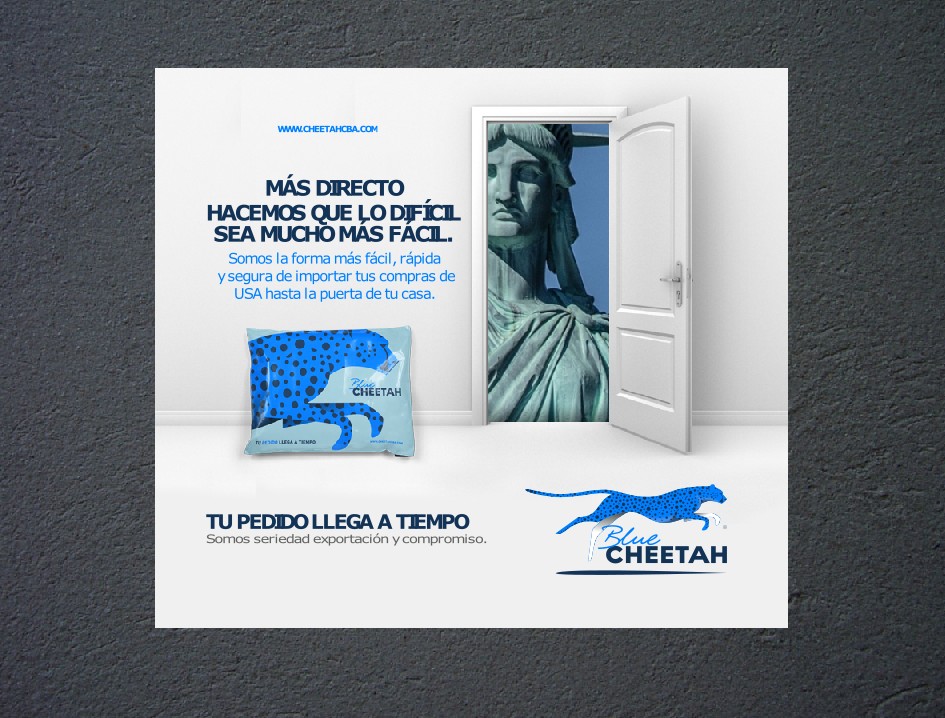 WWW.CHEETAHCBA.COM
MÁS DIRECTO
HACEMOS QUE LO DIFÍCIL
SEA MUCHO MÁS FÁCIL.
Somos la forma más fácil, rápida
y segura de importar tus compras de
USA hasta la puerta de tu casa.
Blue
CHEETAH
TU PEDIDO LLEGA A TIEMPO
TU PEDIDO LLEGA A TIEMPO
Somos seriedad exportación y compromiso.
Blue
CHEETAH